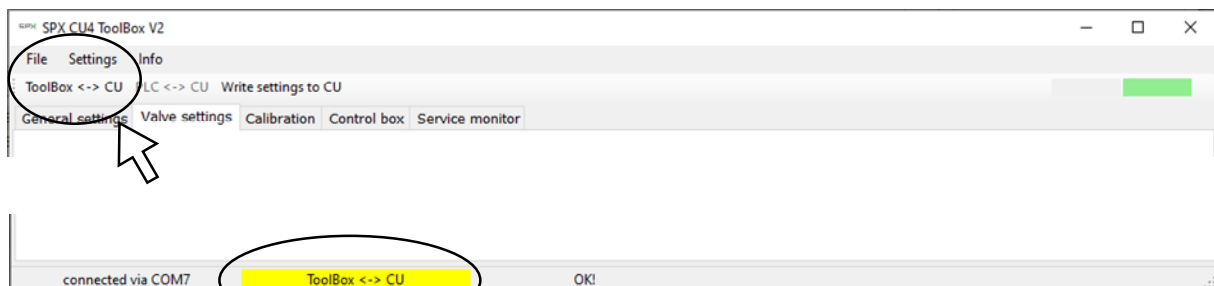 SPX SPX CU4 ToolBox V2
File Settings Info
ToolBox <-> CU PLC <-> CU Write settings to CU
General settings Valve settings Calibration Control box Service monitor
connected via COM7 ToolBox <-> CU OK!